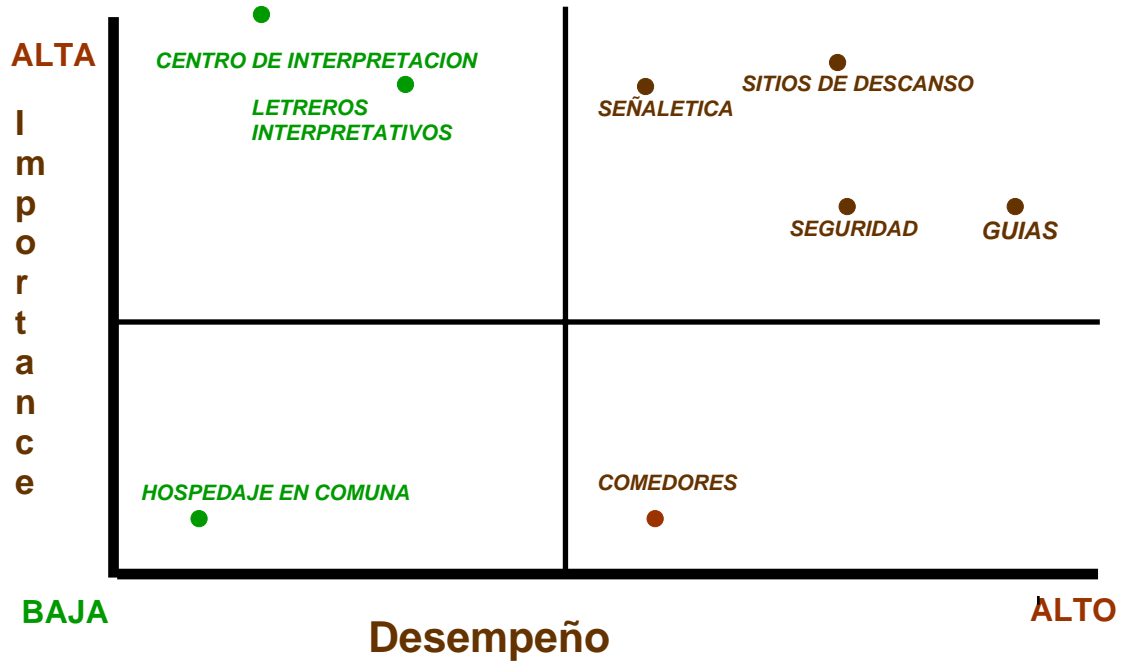 ALTA
Importance
CENTRO DE INTERPRETACION
LETREROS
INTERPRETATIVOS
SEÑALETICA
SITIOS DE DESCANSO
SEGURIDAD
GUIAS
HOSPEDAJE EN COMUNA
COMEDORES
BAJA
Desempeño
ALTO